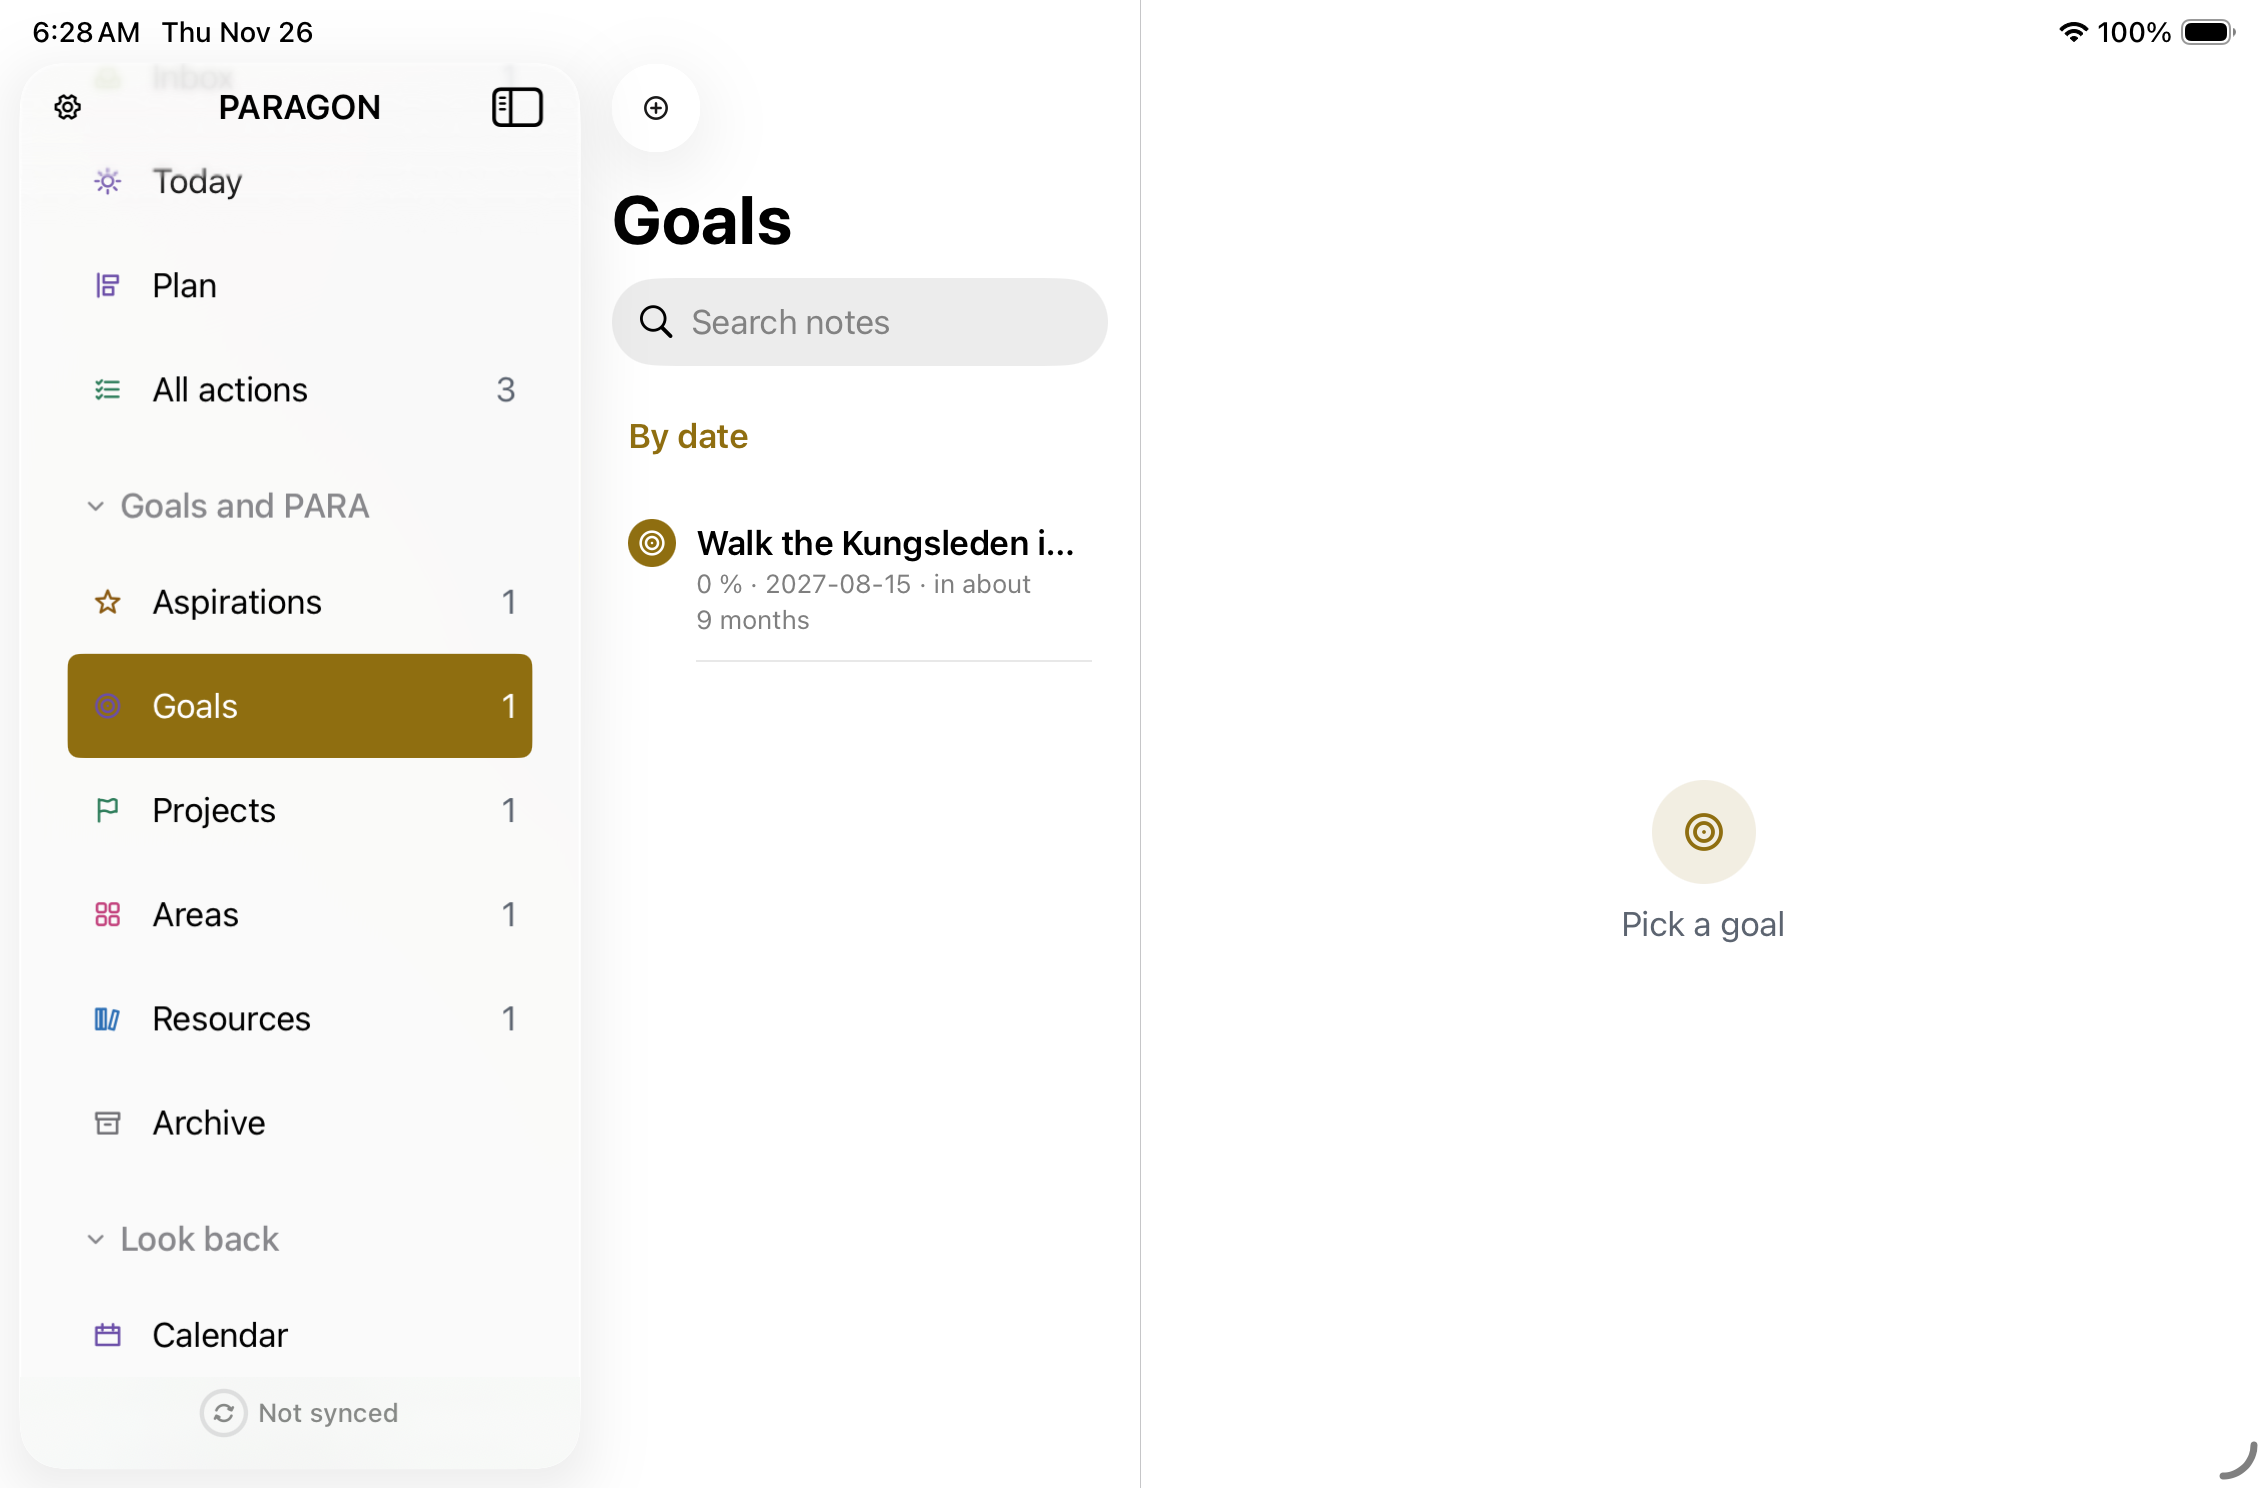 6:28 AM Thu Nov 26
100%
Inbox 1
PARAGON
Today
Plan
All actions 3
Goals and PARA
Aspirations 1
Goals 1
Projects 1
Areas 1
Resources 1
Archive
Look back
Calendar
Not synced
Goals
Search notes
By date
Walk the Kungsleden i...
0 % · 2027-08-15 · in about
9 months
Pick a goal